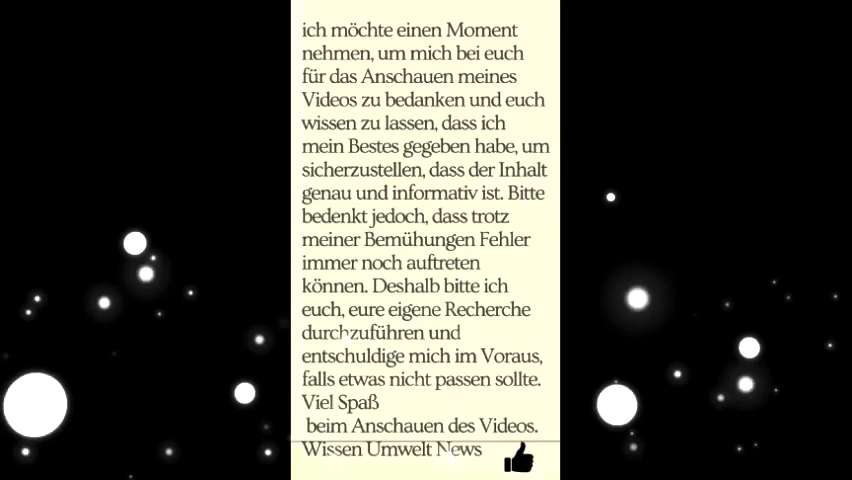 ich möchte einen Moment
nehmen, um mich bei euch
für das Anschauen meines
Videos zu bedanken und euch
wissen zu lassen, dass ich
mein Bestes gegeben habe, um
sicherzustellen, dass der Inhalt
genau und informativ ist. Bitte
bedenkt jedoch, dass trotz
meiner Bemühungen Fehler
immer noch auftreten
können. Deshalb bitte ich
euch, eure eigene Recherche
durchzuführen und
entschuldige mich im Voraus,
falls etwas nicht passen sollte.
Viel Spaß
beim Anschauen des Videos.
Wissen Umwelt News